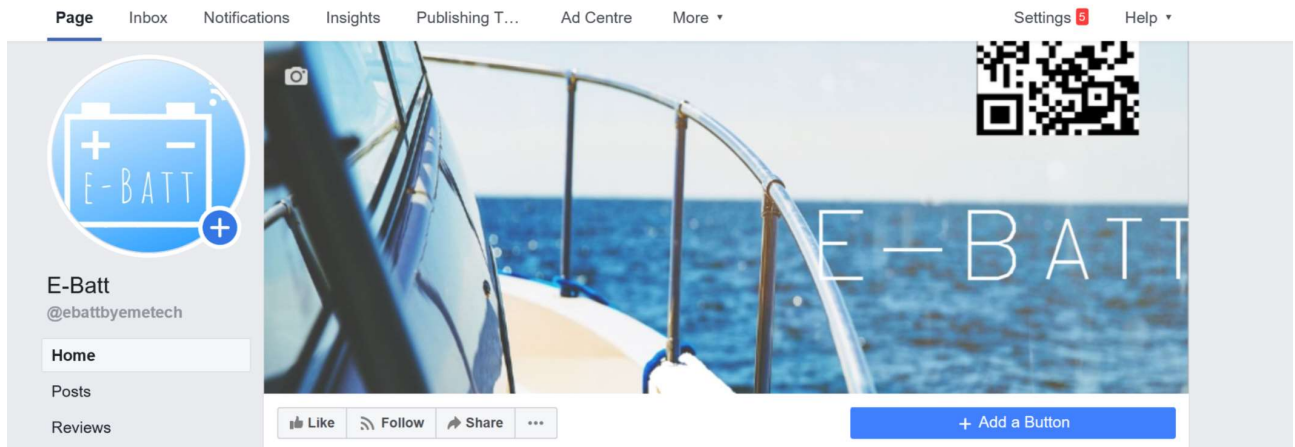 Page Inbox Notifications Insights Publishing T... Ad Centre More Settings 5 Help
E-BATT
E-BATT
E-Batt
@ebattbyemetech
Home
Posts
Reviews
Like Follow Share ...
+ Add a Button